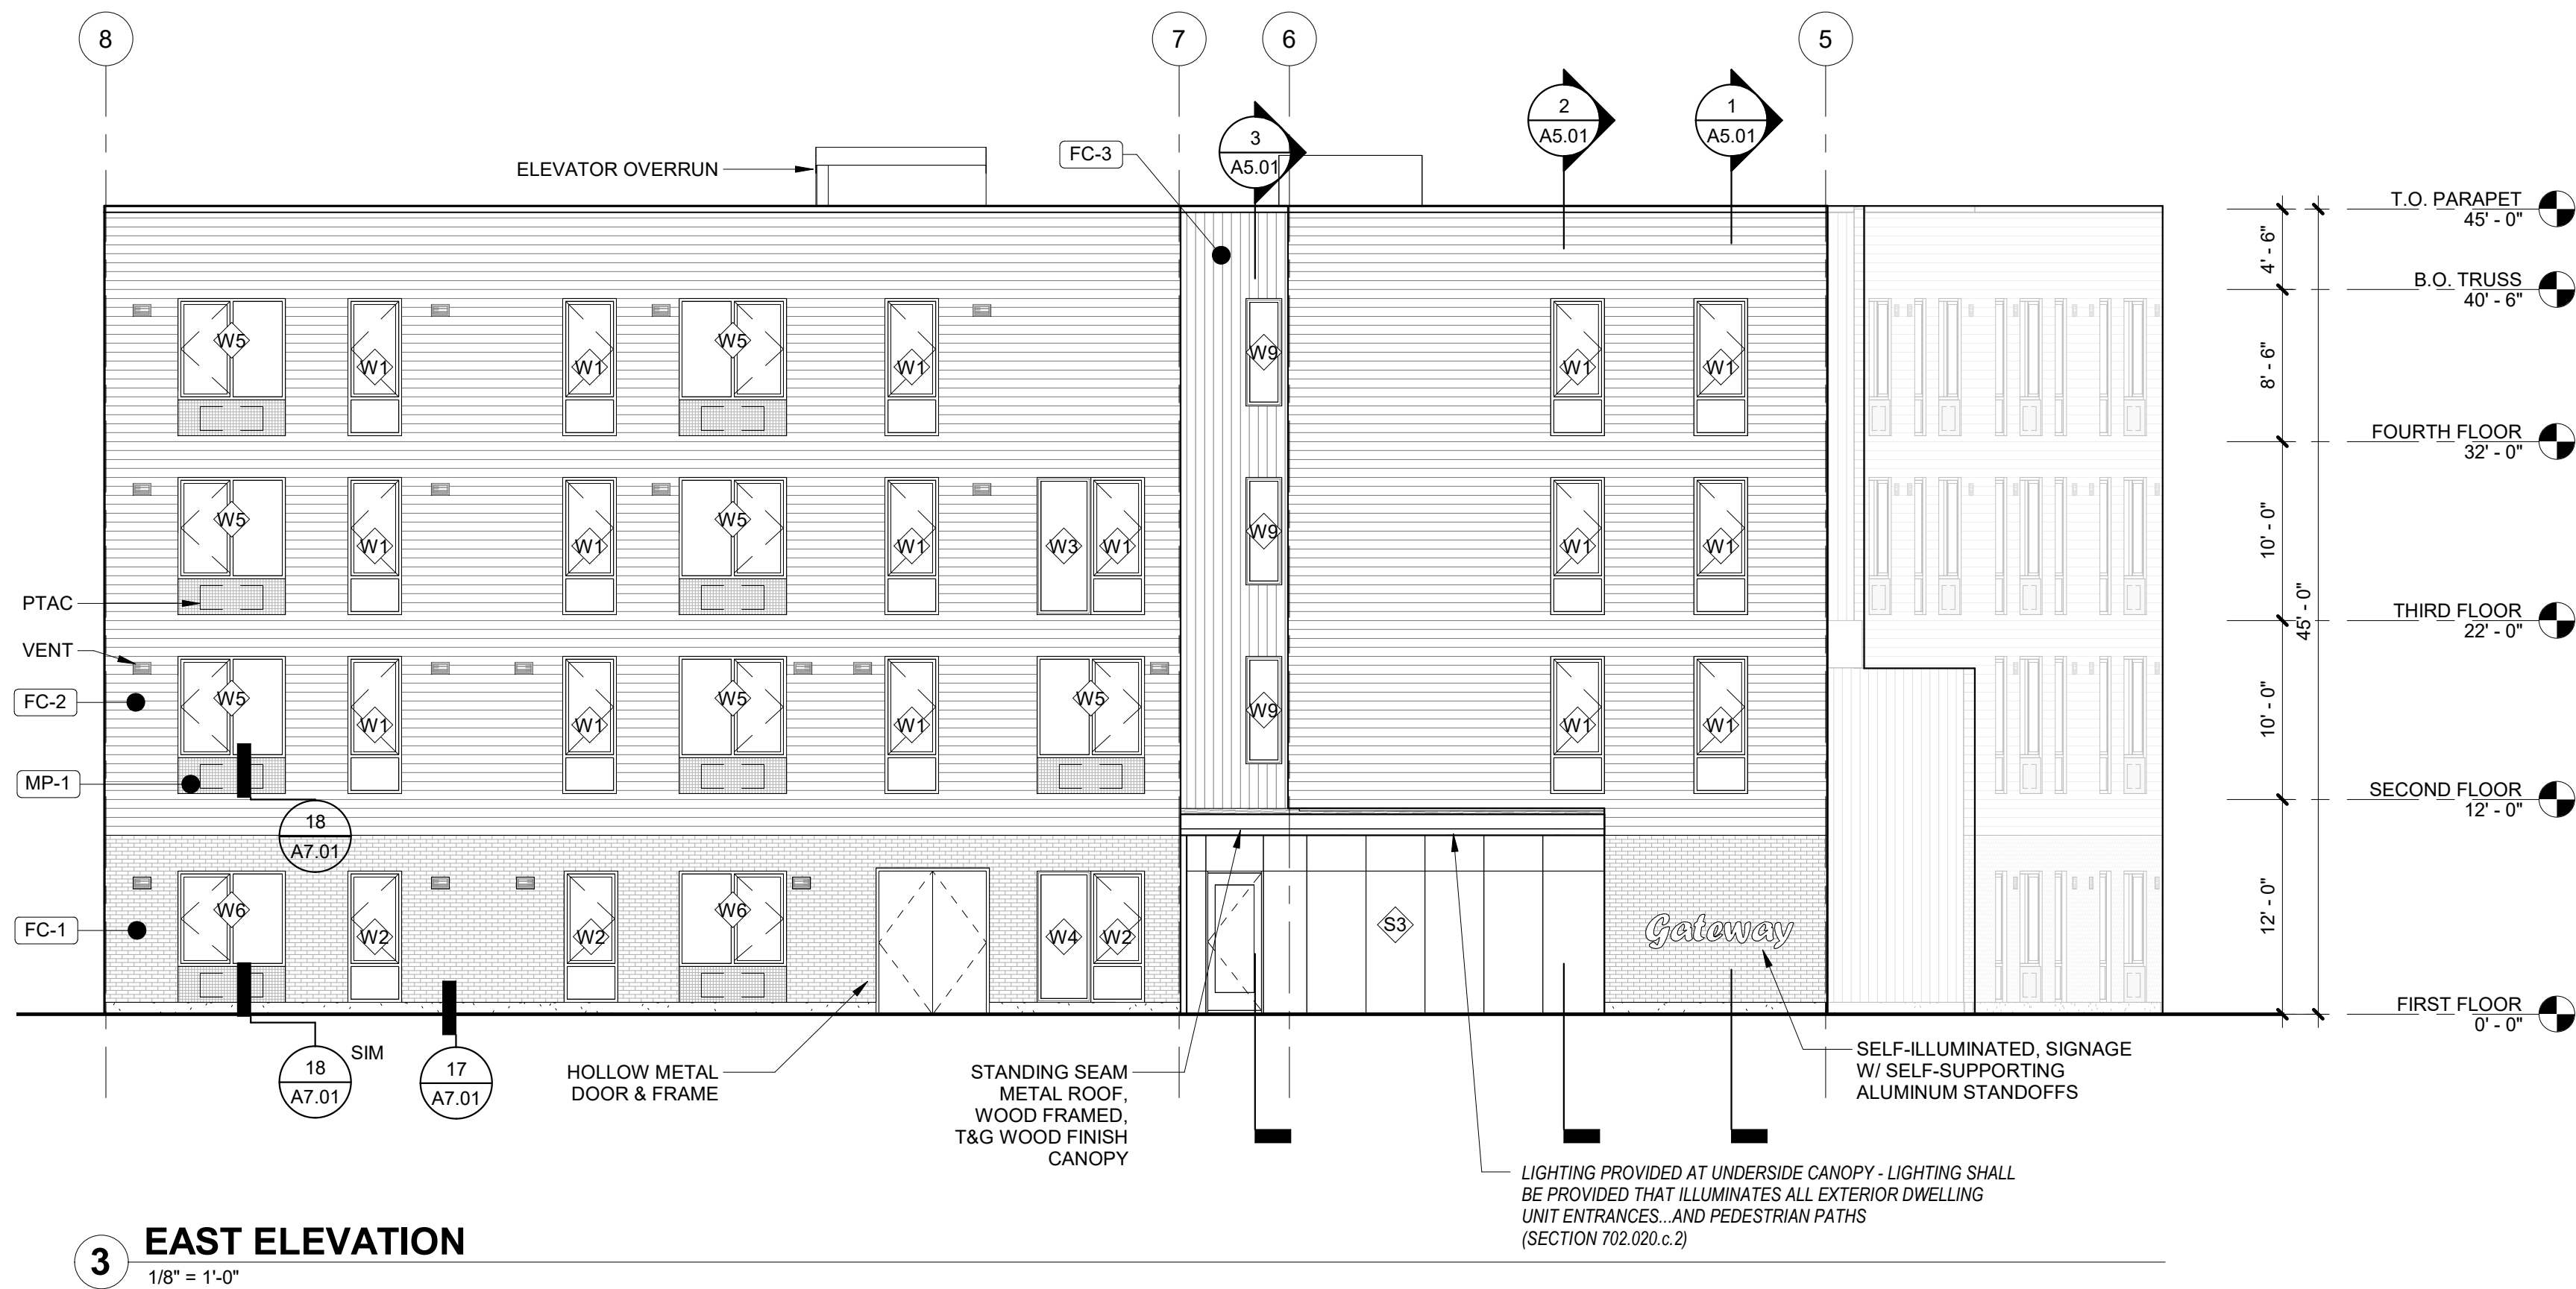 8
7
6
5
3
A5.01
2
A5.01
1
A5.01
ELEVATOR OVERRUN
FC-3
T.O. PARAPET
45' - 0"
4' - 6"
B.O. TRUSS
40' - 6"
W5
W1
W1
W5
W1
W9
W1
W1
8' - 6"
FOURTH FLOOR
32' - 0"
W5
W1
W1
W5
W1
W3
W1
W9
W1
W1
10' - 0"
PTAC
THIRD FLOOR
22' - 0"
45' - 0"
VENT
FC-2
W5
W1
W1
W5
W1
W5
W9
W1
W1
10' - 0"
MP-1
SECOND FLOOR
12' - 0"
18
A7.01
FC-1
W6
W2
W2
W6
W4
W2
S3
Gateway
12' - 0"
FIRST FLOOR
0' - 0"
18
A7.01
SIM
17
A7.01
HOLLOW METAL
DOOR & FRAME
STANDING SEAM
METAL ROOF,
WOOD FRAMED,
T&G WOOD FINISH
CANOPY
SELF-ILLUMINATED, SIGNAGE
W/ SELF-SUPPORTING
ALUMINUM STANDOFFS
LIGHTING PROVIDED AT UNDERSIDE CANOPY - LIGHTING SHALL
BE PROVIDED THAT ILLUMINATES ALL EXTERIOR DWELLING
UNIT ENTRANCES...AND PEDESTRIAN PATHS
(SECTION 702.020.c.2)
3
EAST ELEVATION
1/8" = 1'-0"